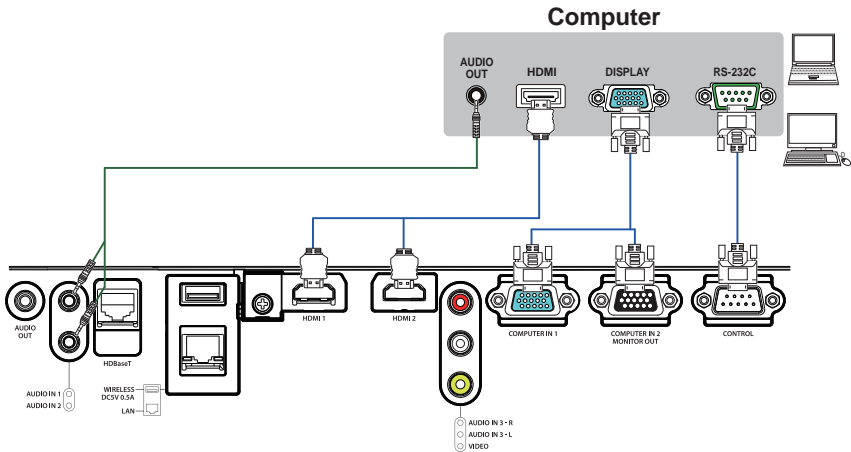 Computer
AUDIO
OUT
HDMI
DISPLAY
RS-232C
AUDIO
OUT
HDBaseT
HDMI 1
HDMI 2
COMPUTER IN 1
COMPUTER IN 2
MONITOR OUT
CONTROL
AUDIO IN 1
AUDIO IN 2
WIRELESS
DC5V 0.5A
LAN
AUDIO IN 3 - R
AUDIO IN 3 - L
VIDEO